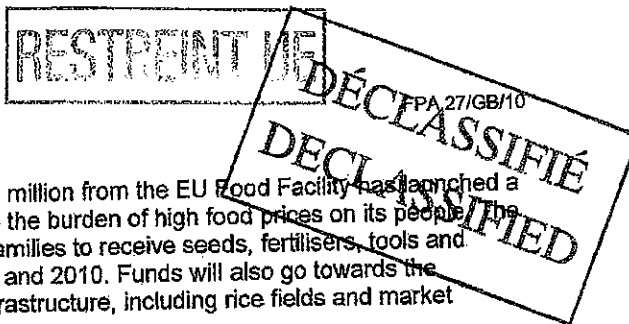 RESTREINT UE
FPA 27/GB/10
DÉCLASSIFIÉ
DECLASSIFIED
million from the EU Food Facility has launched a
the burden of high food prices on its people. The
amilies to receive seeds, fertilisers, tools and
and 2010. Funds will also go towards the
rastructure, including rice fields and market